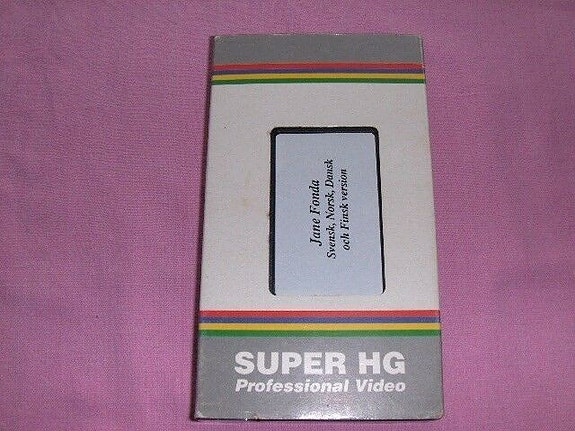 Jane Fonda
Svensk, Norsk, Dansk
och Finsk version
SUPER HG
Professional Video